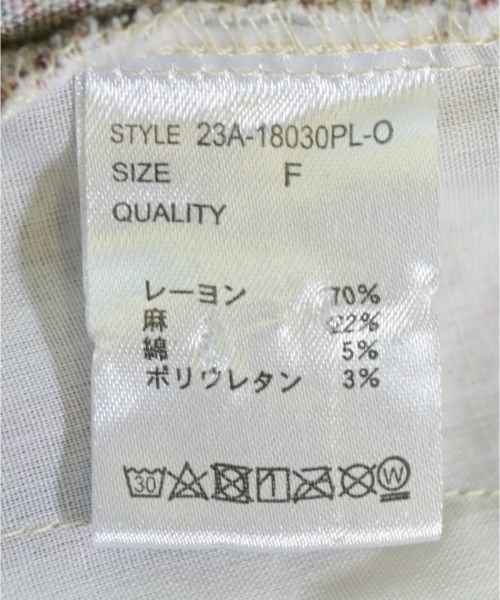 STYLE 23A-18030PL-O
SIZE F
QUALITY
レーヨン 70%
麻 22%
綿 5%
ポリウレタン 3%
30 W